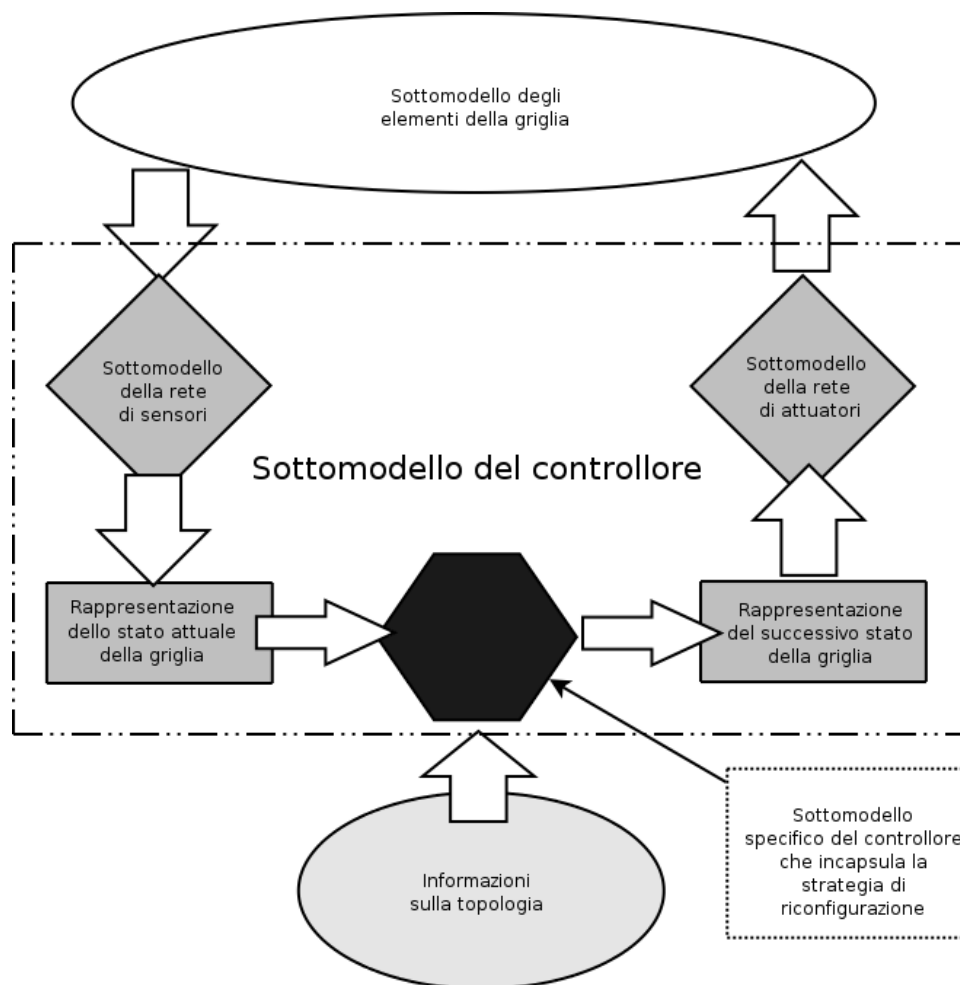 Sottomodello degli
elementi della griglia
Sottomodello
della rete
di sensori
Sottomodello
della rete
di attuatori
Sottomodello del controllore
Rappresentazione
dello stato attuale
della griglia
Rappresentazione
del successivo stato
della griglia
Informazioni
sulla topologia
Sottomodello
specifico del controllore
che incapsula la
strategia di
riconfigurazione